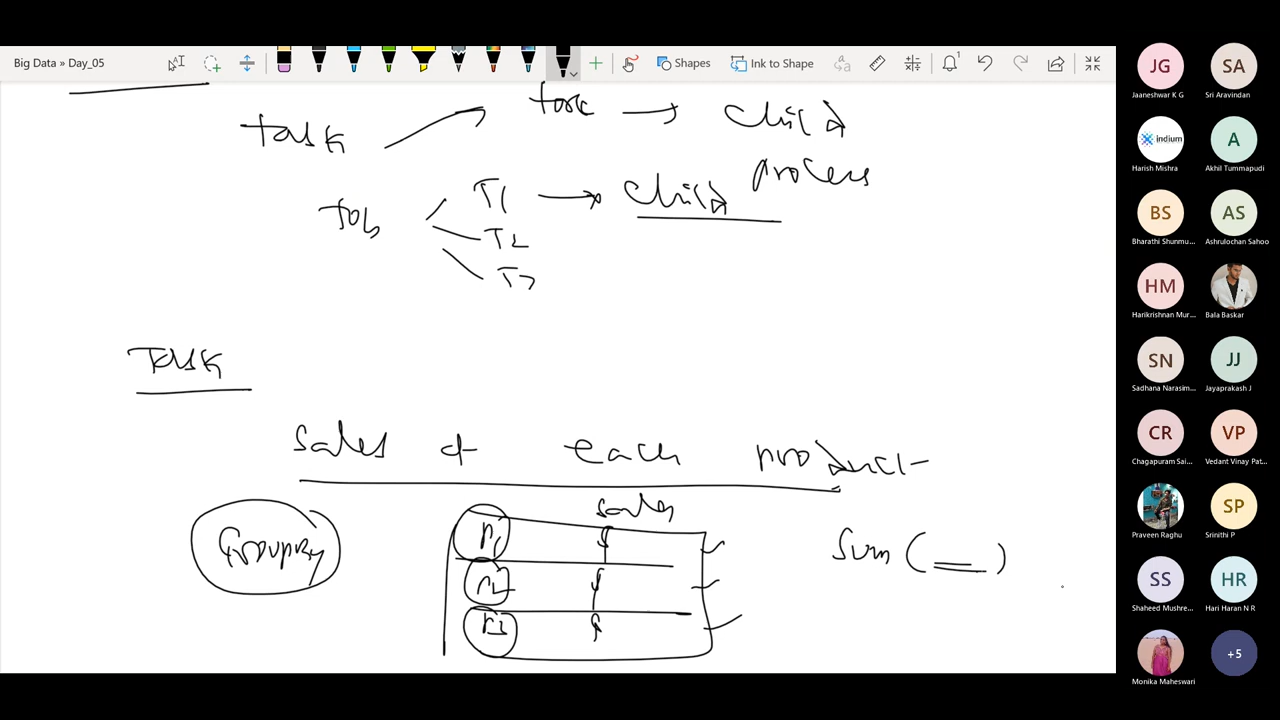 Big Data » Day_05
Shapes
Ink to Shape
1
Task → task → child
process
Job T1 → child
T2
T3
Task
Sales of each product
sales
GroupBy
P1
P2
P3
Sum ( )
JG
SA
Jaaneshwar K G
Sri Aravindan
indium
A
Harish Mishra
Akhil Tummapudi
BS
AS
Bharathi Shunmu...
Ashrulochan Sahoo
HM
Harikrishnan Mur...
Bala Baskar
SN
JJ
Sadhana Narasim...
Jayaprakash J
CR
VP
Chagapuram Sai...
Vedant Vinay Pat...
SP
Praveen Raghu
Srinithi P
SS
HR
Shaheed Mushre...
Hari Haran N R
+5
Monika Maheswari